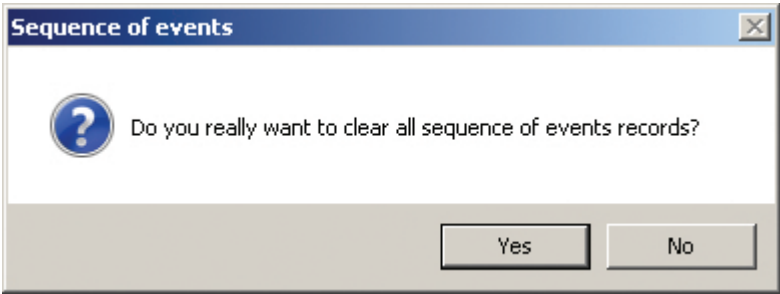 Sequence of events
Do you really want to clear all sequence of events records?
Yes No